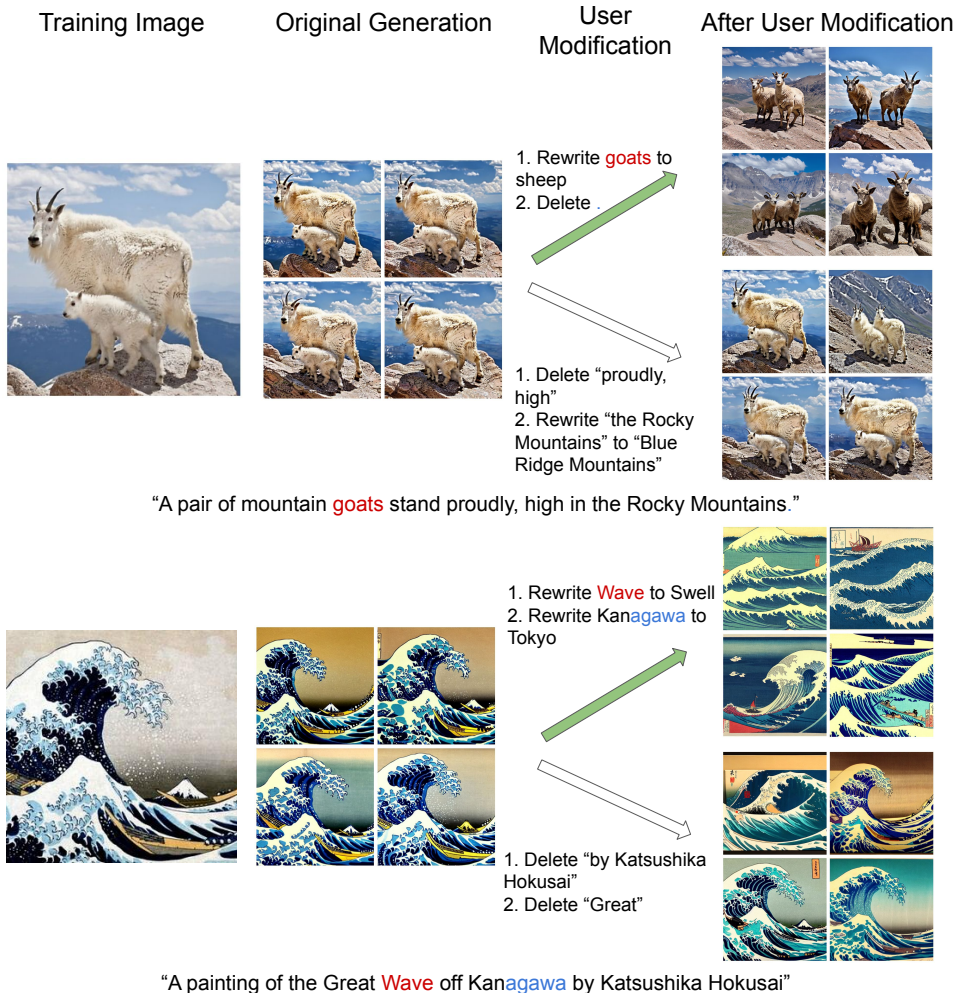 Training Image
Original Generation
User
Modification
After User Modification
1. Rewrite goats to
sheep
2. Delete .
1. Delete “proudly,
high”
2. Rewrite “the Rocky
Mountains” to “Blue
Ridge Mountains”
“A pair of mountain goats stand proudly, high in the Rocky Mountains.”
1. Rewrite Wave to Swell
2. Rewrite Kanagawa to
Tokyo
1. Delete “by Katsushika
Hokusai”
2. Delete “Great”
“A painting of the Great Wave off Kanagawa by Katsushika Hokusai”